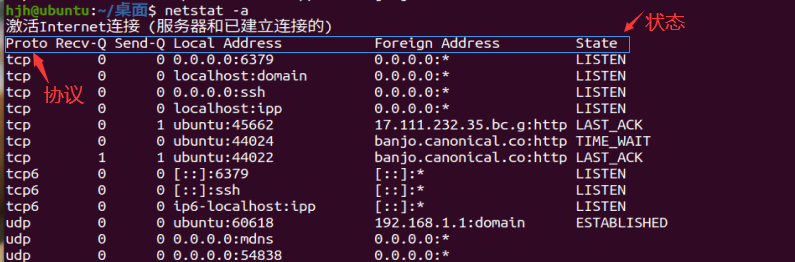 hjh@ubuntu:~/桌面$ netstat -a
激活Internet连接 (服务器和已建立连接的)
状态
Proto Recv-Q Send-Q Local Address           Foreign Address         State
tcp        0      0 0.0.0.0:6379            0.0.0.0:*               LISTEN
tcp        0      0 localhost:domain        0.0.0.0:*               LISTEN
协议
tcp        0      0 0.0.0.0:ssh             0.0.0.0:*               LISTEN
tcp        0      0 localhost:ipp           0.0.0.0:*               LISTEN
tcp        0      1 ubuntu:45662            17.111.232.35.bc.g:http LAST_ACK
tcp        0      0 ubuntu:44024            banjo.canonical.co:http TIME_WAIT
tcp        1      1 ubuntu:44022            banjo.canonical.co:http LAST_ACK
tcp6       0      0 [::]:6379               [::]:*                  LISTEN
tcp6       0      0 [::]:ssh                [::]:*                  LISTEN
tcp6       0      0 ip6-localhost:ipp       [::]:*                  LISTEN
udp        0      0 ubuntu:60618            192.168.1.1:domain      ESTABLISHED
udp        0      0 0.0.0.0:mdns            0.0.0.0:*
udp        0      0 0.0.0.0:54838           0.0.0.0:*